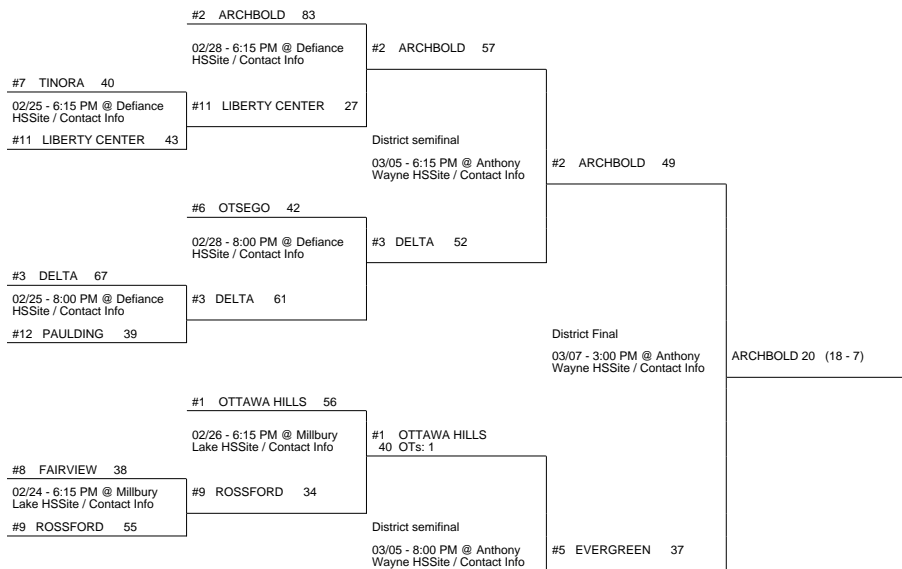 #2 ARCHBOLD 83
02/28 - 6:15 PM @ Defiance
HSSite / Contact Info
#2 ARCHBOLD 57
#7 TINORA 40
02/25 - 6:15 PM @ Defiance
HSSite / Contact Info
#11 LIBERTY CENTER 27
#11 LIBERTY CENTER 43
District semifinal
03/05 - 6:15 PM @ Anthony
Wayne HSSite / Contact Info
#2 ARCHBOLD 49
#6 OTSEGO 42
02/28 - 8:00 PM @ Defiance
HSSite / Contact Info
#3 DELTA 52
#3 DELTA 67
02/25 - 8:00 PM @ Defiance
HSSite / Contact Info
#3 DELTA 61
#12 PAULDING 39
District Final
03/07 - 3:00 PM @ Anthony
Wayne HSSite / Contact Info
ARCHBOLD 20 (18 - 7)
#1 OTTAWA HILLS 56
02/26 - 6:15 PM @ Millbury
Lake HSSite / Contact Info
#1 OTTAWA HILLS
40 OTs: 1
#8 FAIRVIEW 38
02/24 - 6:15 PM @ Millbury
Lake HSSite / Contact Info
#9 ROSSFORD 34
#9 ROSSFORD 55
District semifinal
03/05 - 8:00 PM @ Anthony
Wayne HSSite / Contact Info
#5 EVERGREEN 37